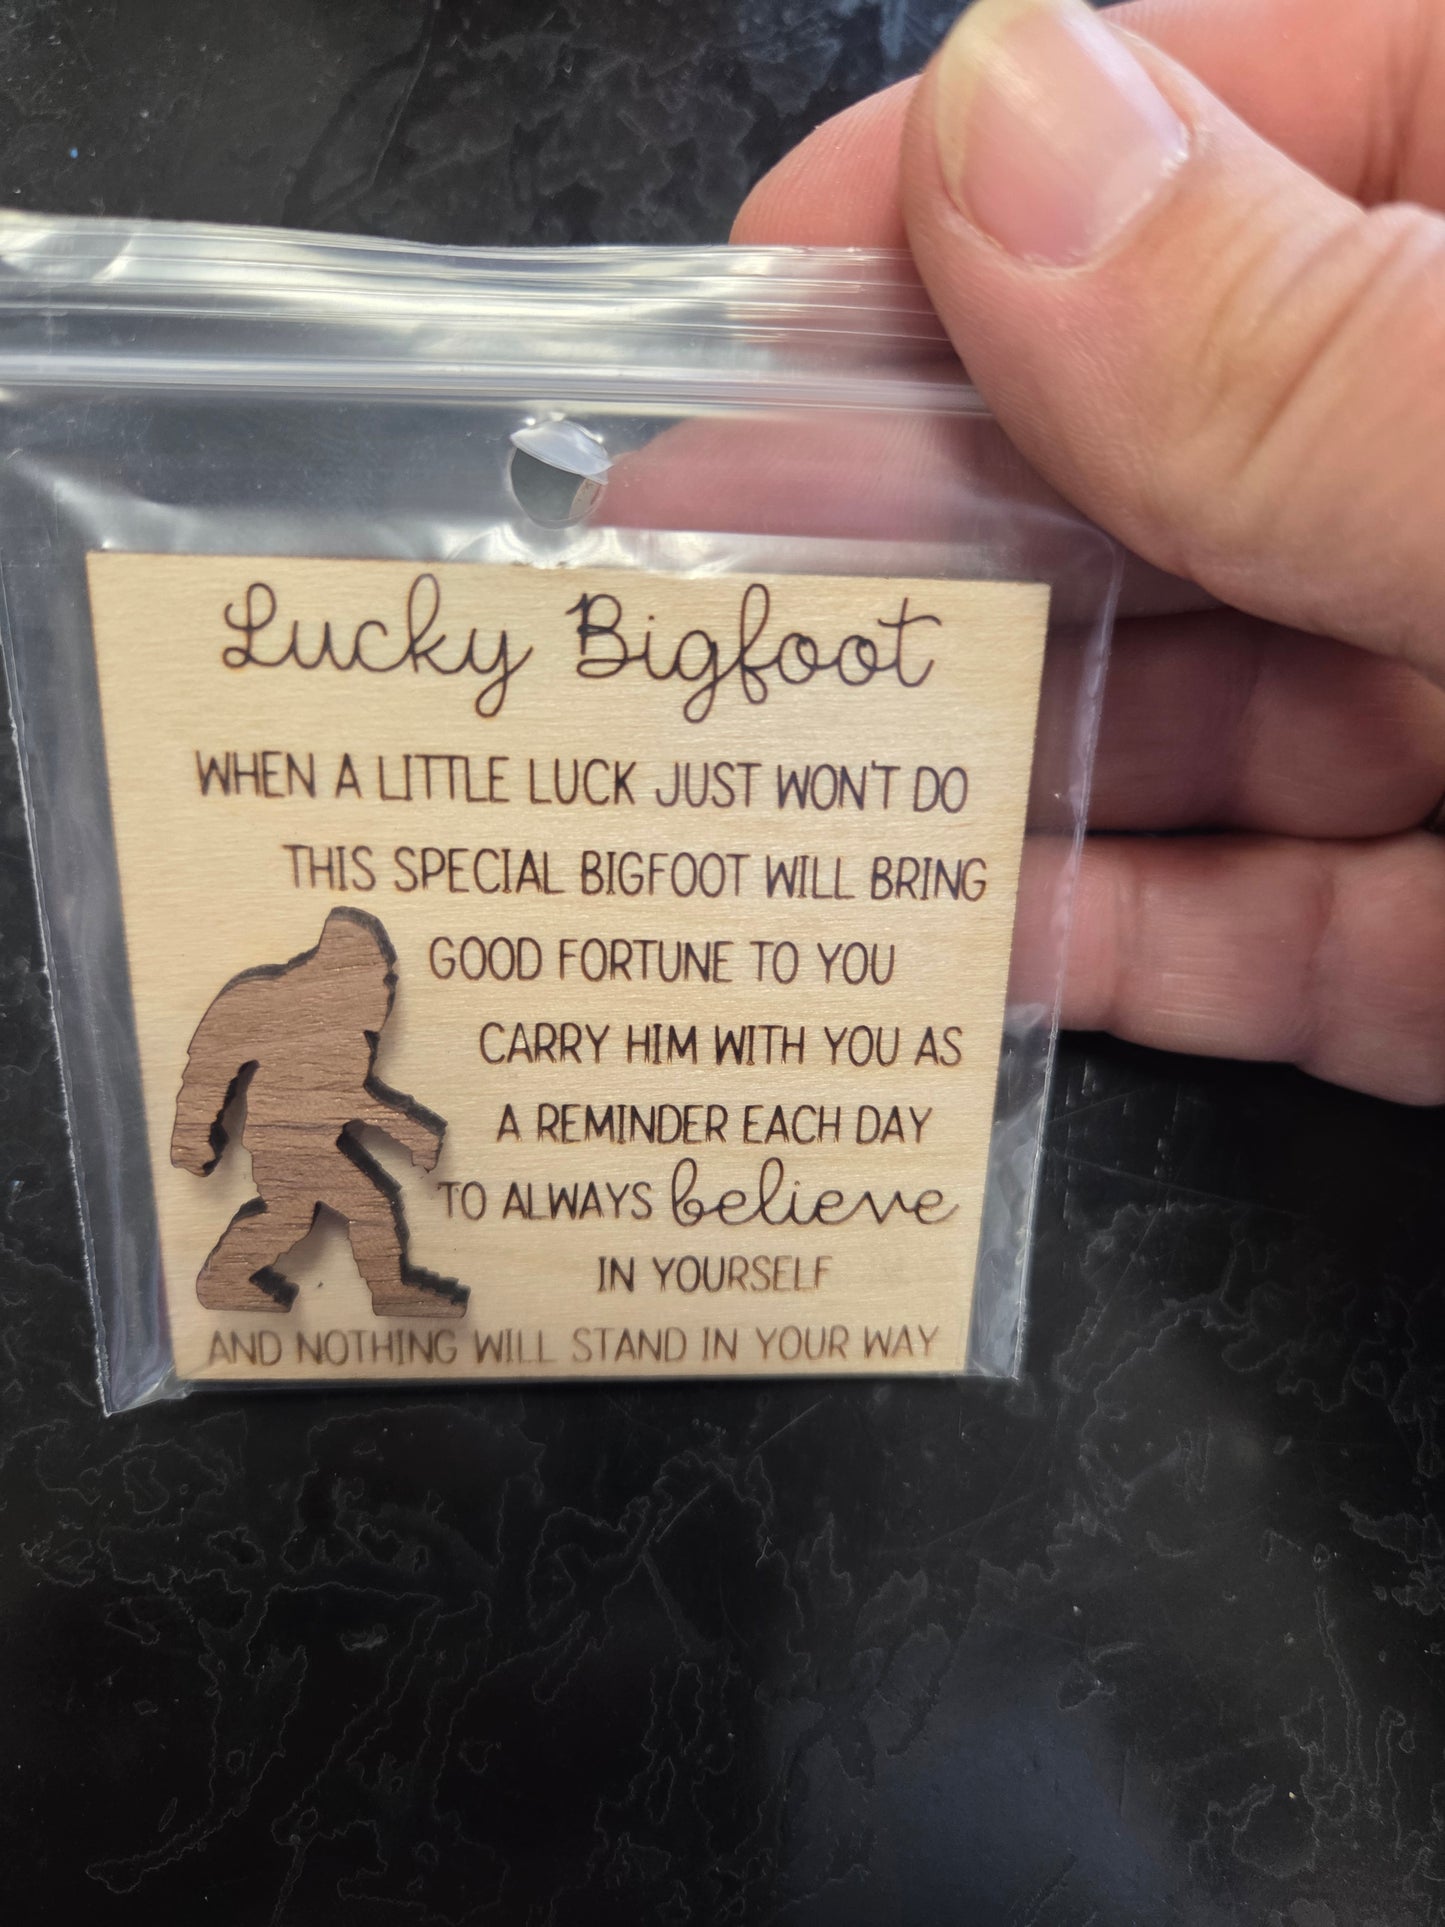 Lucky Bigfoot
WHEN A LITTLE LUCK JUST WON'T DO
THIS SPECIAL BIGFOOT WILL BRING
GOOD FORTUNE TO YOU
CARRY HIM WITH YOU AS
A REMINDER EACH DAY
TO ALWAYS believe
IN YOURSELF
AND NOTHING WILL STAND IN YOUR WAY